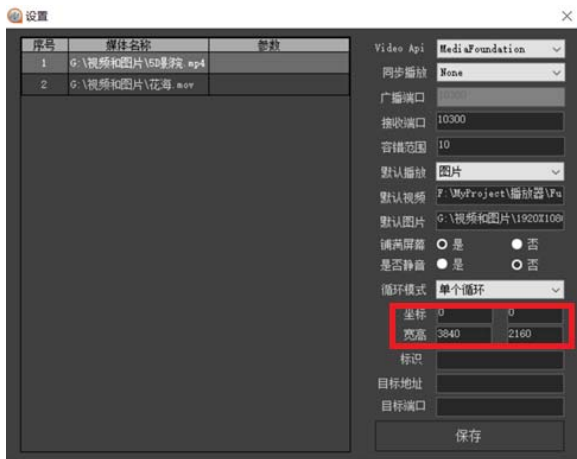 设置
序号 媒体名称 参数
1 G:\视频和图片\5D影院.mp4
2 G:\视频和图片\花海.mov
Video Api MediaFoundation
同步播放 None
广播端口 10300
接收端口 10300
容错范围 10
默认播放 图片
默认视频 F:\MyProject\播放器\Fu
默认图片 G:\视频和图片\1920X108
铺满屏幕 是 否
是否静音 是 否
循环模式 单个循环
坐标 0 0
宽高 3840 2160
标识
目标地址
目标端口
保存